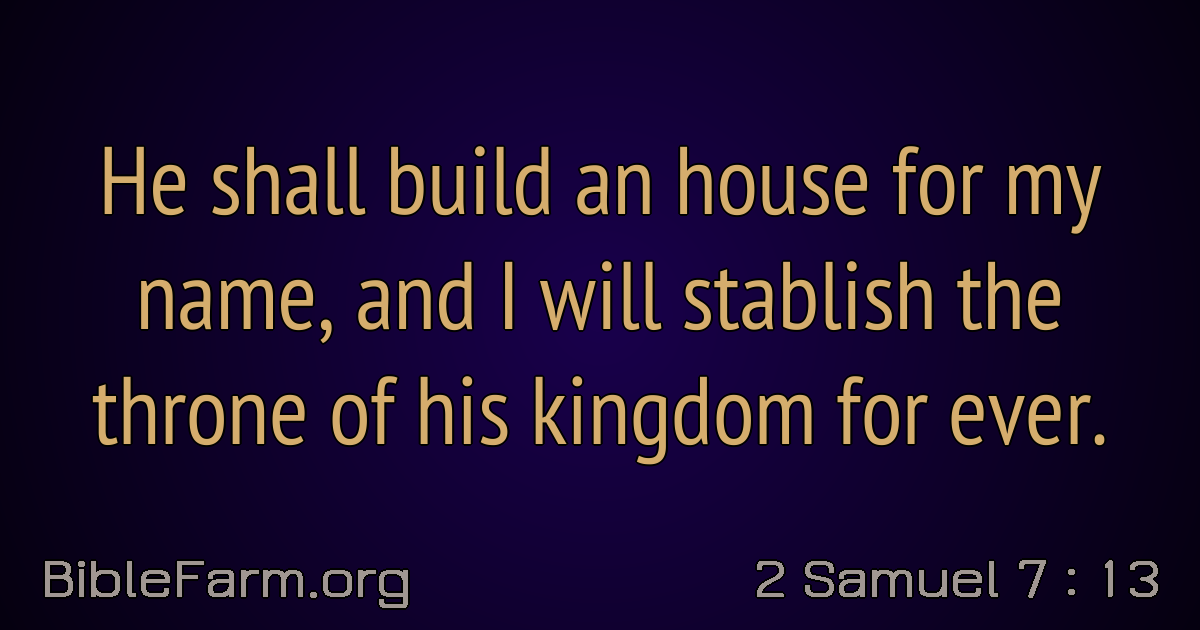 He shall build an house for my
name, and I will stablish the
throne of his kingdom for ever.
BibleFarm.org
2 Samuel 7 : 13